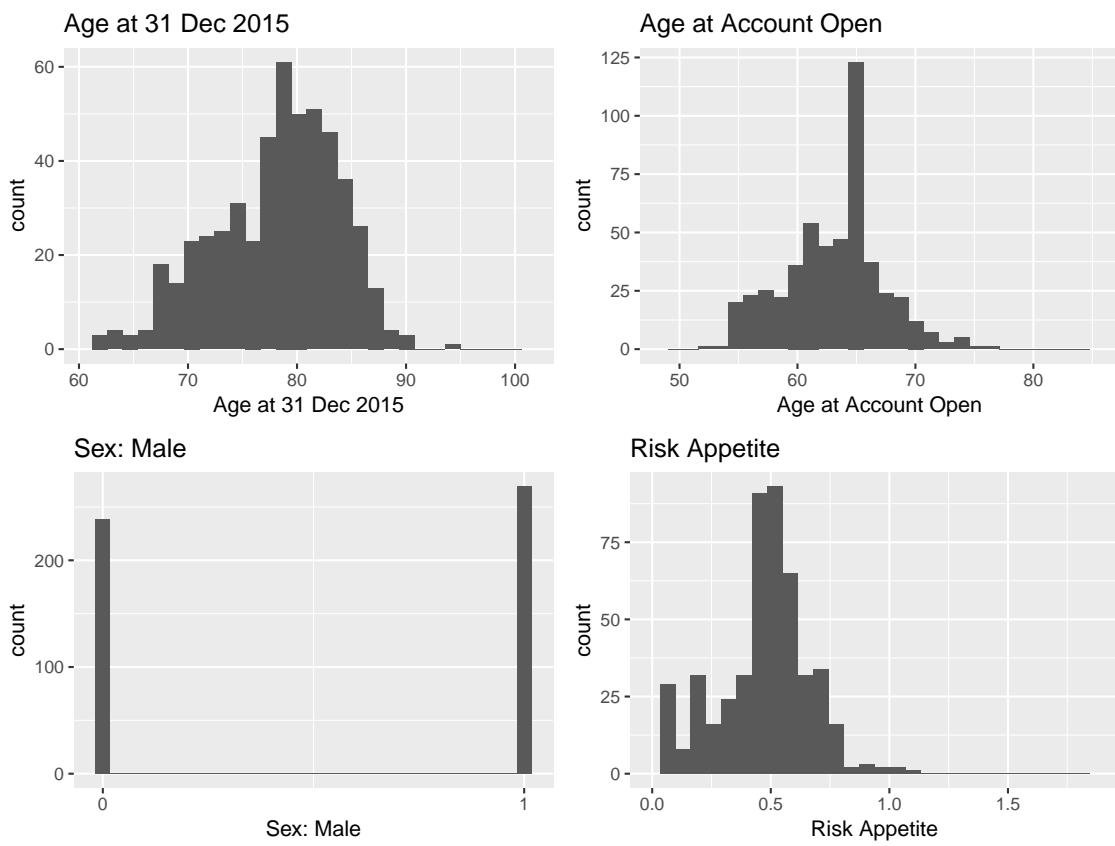 Age at 31 Dec 2015
count
60
40
20
0
60 70 80 90 100
Age at 31 Dec 2015
Age at Account Open
count
125
100
75
50
25
0
50 60 70 80
Age at Account Open
Sex: Male
count
200
100
0
0 1
Sex: Male
Risk Appetite
count
75
50
25
0
0.0 0.5 1.0 1.5
Risk Appetite